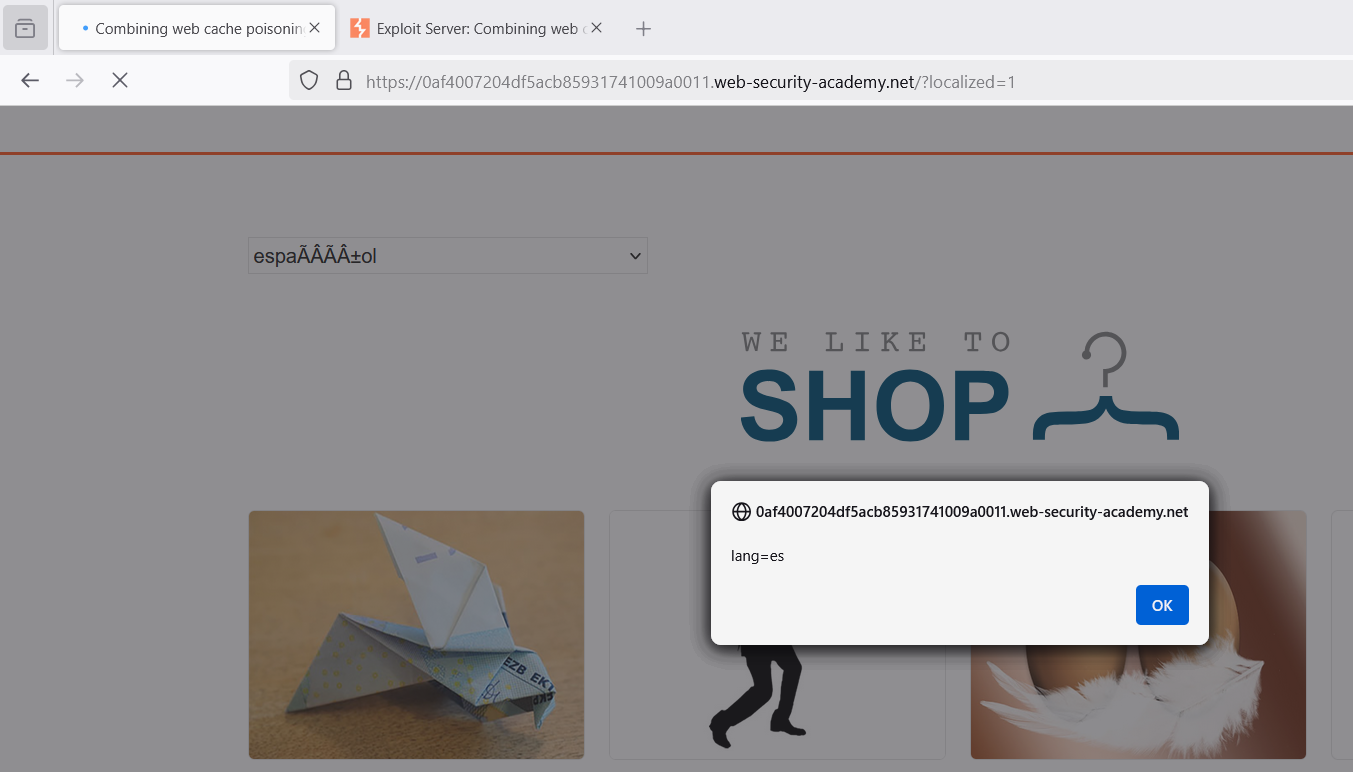 Combining web cache poisonin
Exploit Server: Combining web c
https://0af4007204df5acb85931741009a0011.web-security-academy.net/?localized=1
espaÃÂÃÂ±ol
WE LIKE TO
SHOP
0af4007204df5acb85931741009a0011.web-security-academy.net
lang=es
OK
EZB EK